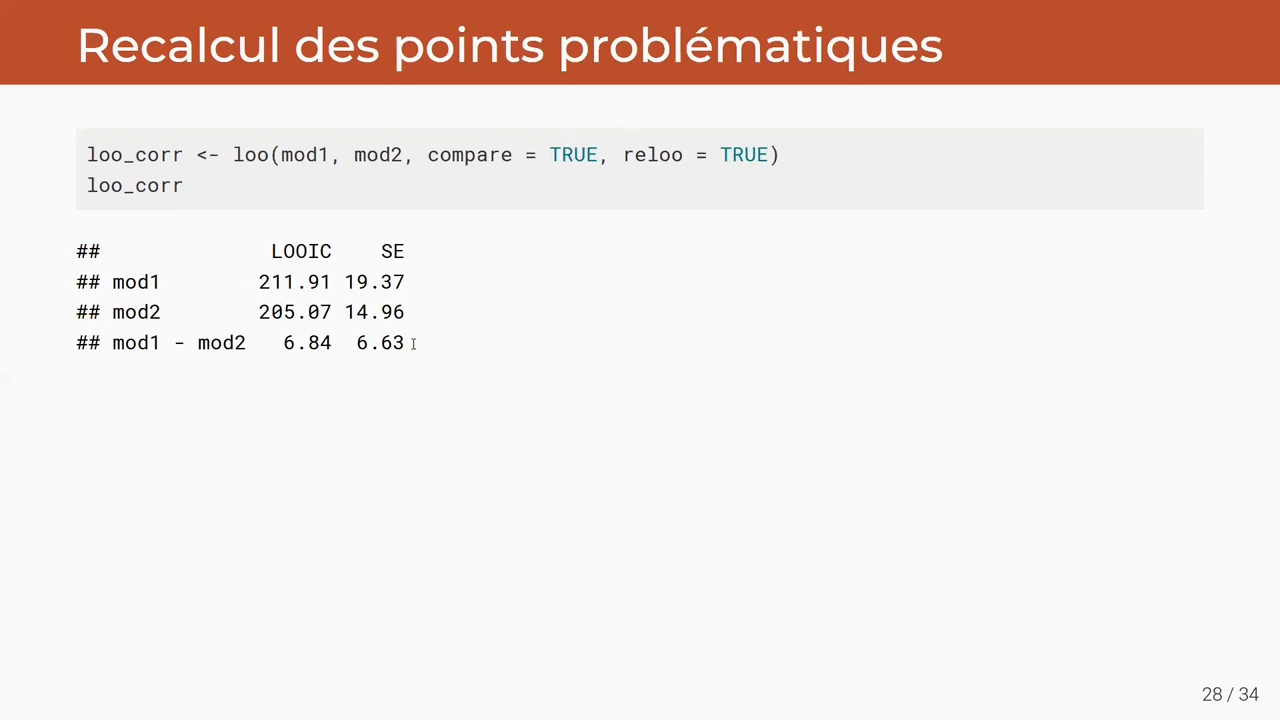 Recalcul des points problématiques
loo_corr <- loo(mod1, mod2, compare = TRUE, reloo = TRUE)
loo_corr
##              LOOIC    SE
## mod1        211.91 19.37
## mod2        205.07 14.96
## mod1 - mod2   6.84  6.63
28 / 34